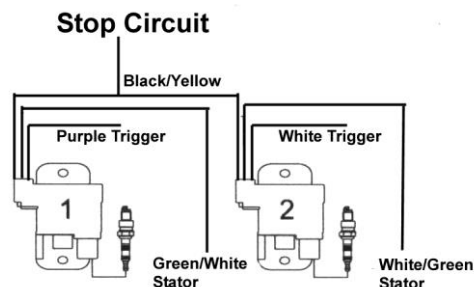 Stop Circuit
Black/Yellow
Purple Trigger
White Trigger
1
2
Green/White
Stator
White/Green
Stator